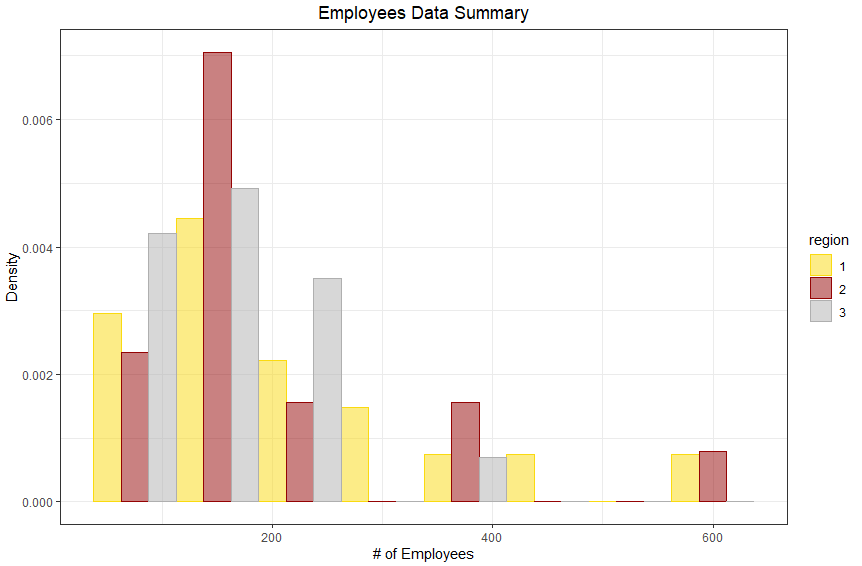 Employees Data Summary
Density
0.006
0.004
0.002
0.000
200 400 600
# of Employees
region
1
2
3